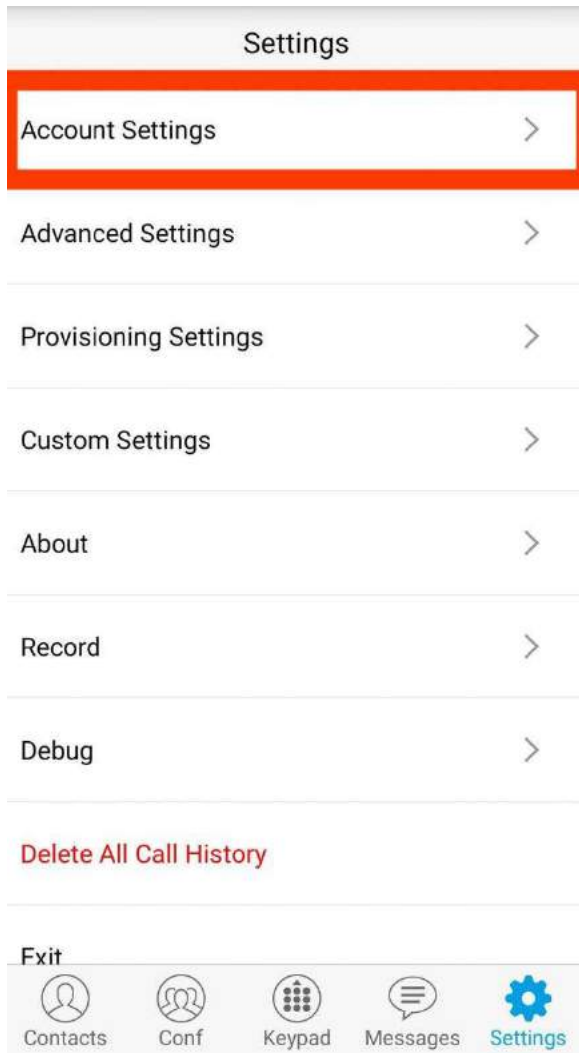 Settings
Account Settings
Advanced Settings
Provisioning Settings
Custom Settings
About
Record
Debug
Delete All Call History
Exit
Contacts Conf Keypad Messages Settings